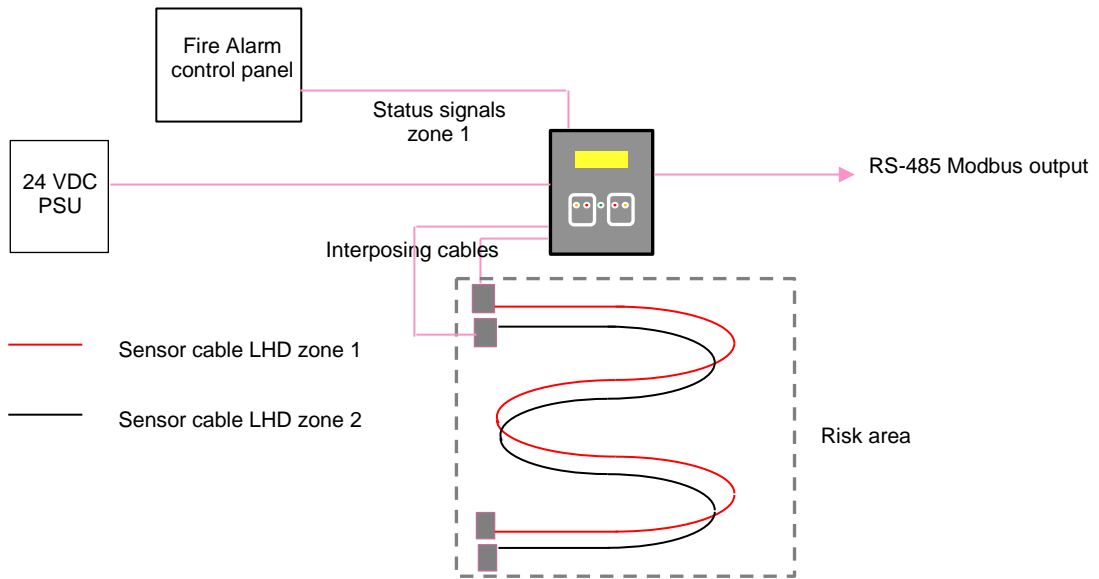 Fire Alarm
control panel
Status signals
zone 1
24 VDC
PSU
RS-485 Modbus output
Interposing cables
Sensor cable LHD zone 1
Sensor cable LHD zone 2
Risk area